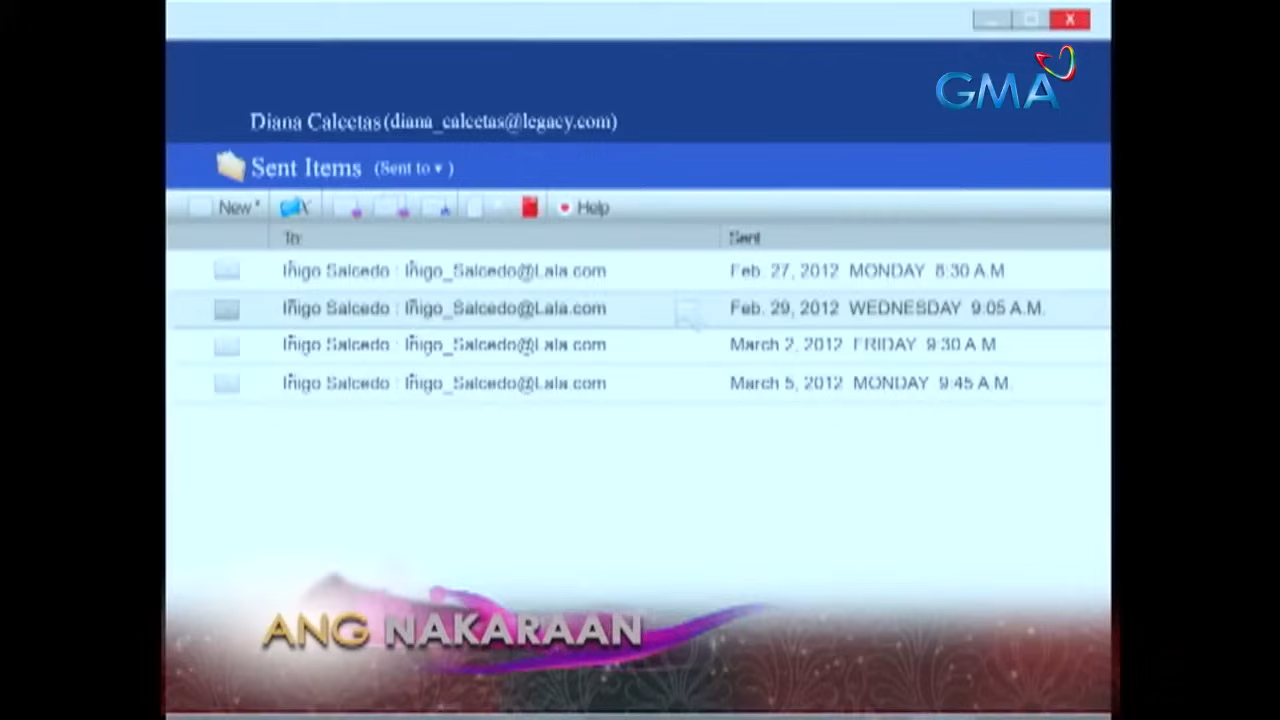 X
GMA
Diana Calcetas (diana_calcetas@legacy.com)
Sent Items (Sent to ▾ )
New
Help
To:
Sent
Iñigo Salcedo : Iñigo_Salcedo@Lala.com Feb. 27, 2012 MONDAY 8:30 A.M
Iñigo Salcedo : Iñigo_Salcedo@Lala.com Feb. 29, 2012 WEDNESDAY 9:05 A.M.
Iñigo Salcedo : Iñigo_Salcedo@Lala.com March 2, 2012 FRIDAY 9:30 A.M
Iñigo Salcedo : Iñigo_Salcedo@Lala.com March 5, 2012 MONDAY 9:45 A.M.
ANG NAKARAAN